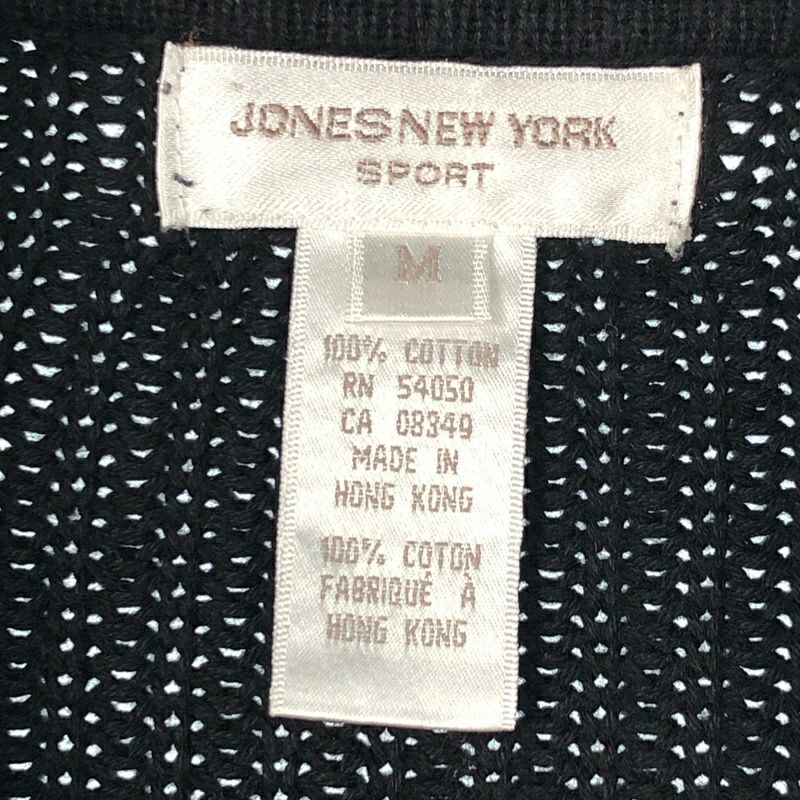 JONES NEW YORK
SPORT
M
100% COTTON
RN 54050
CA 08349
MADE IN
HONG KONG
100% COTON
FABRIQUÉ À
HONG KONG